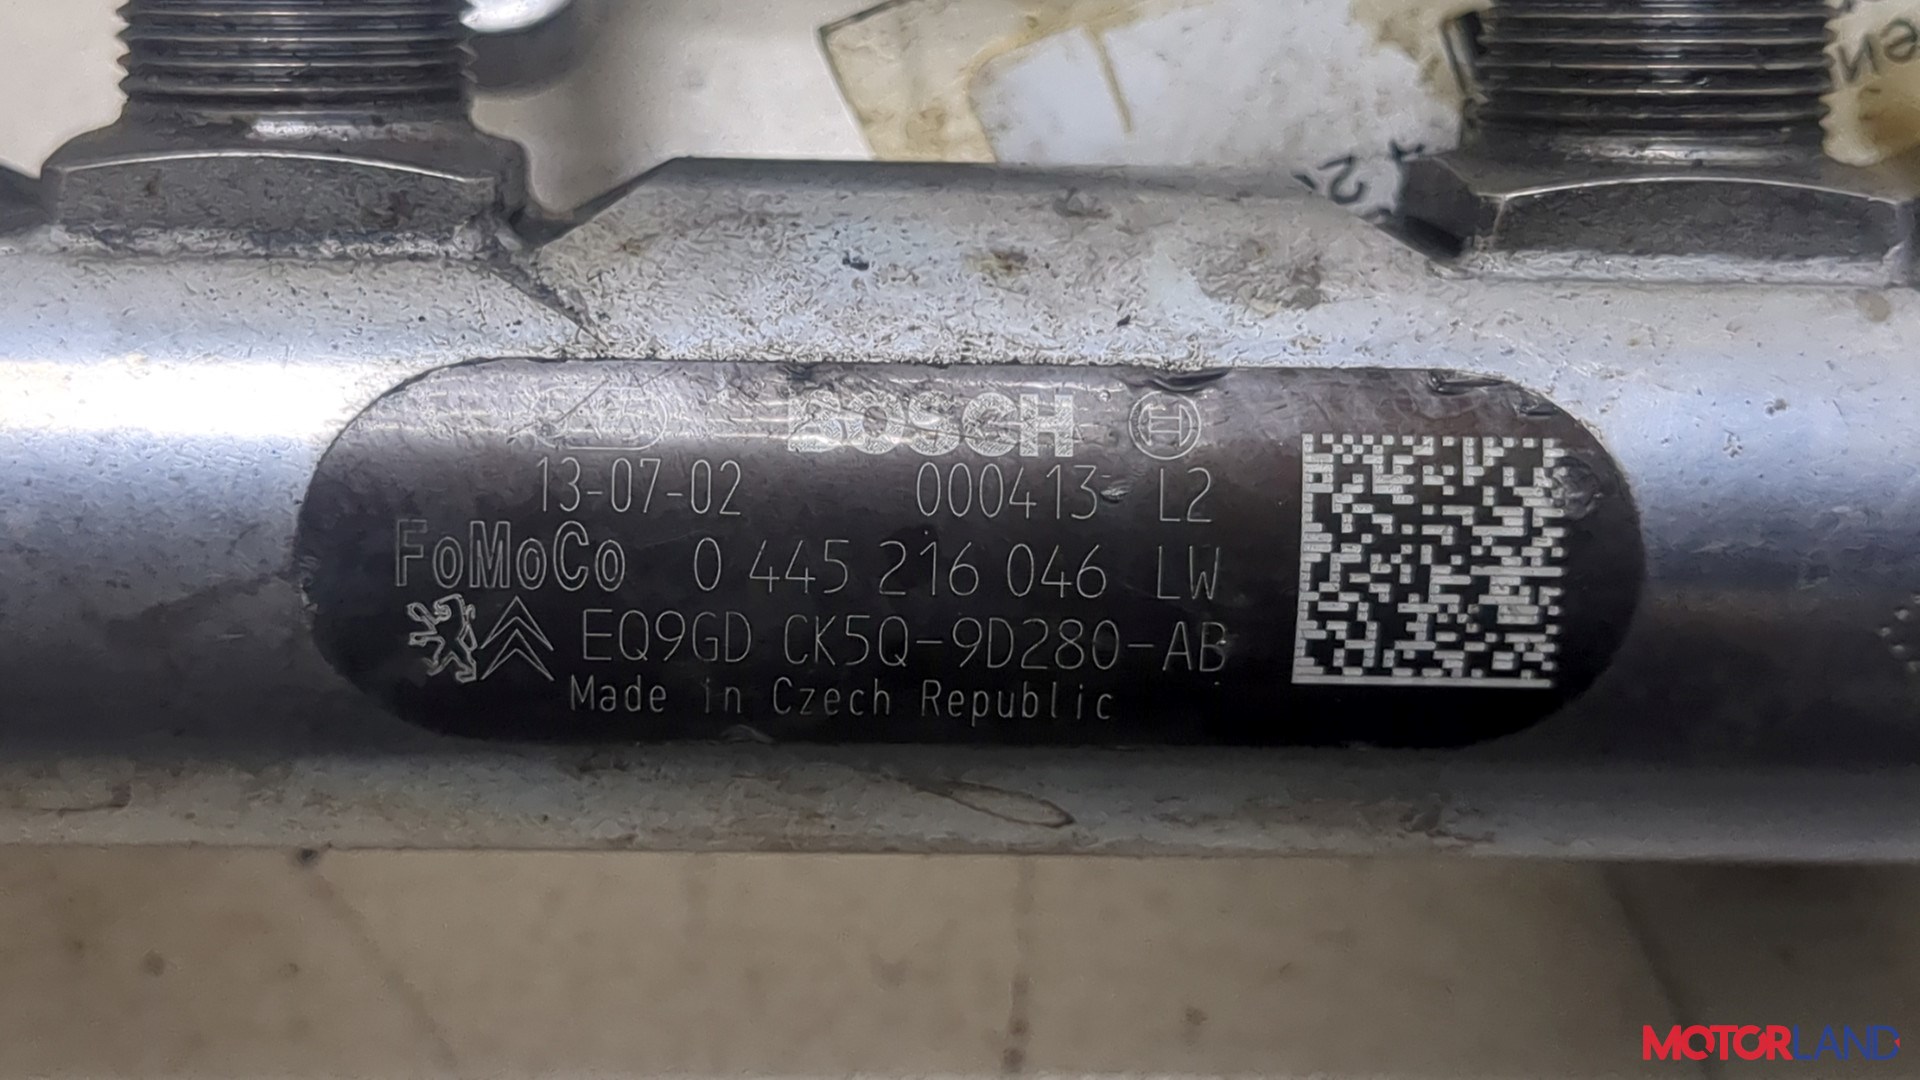 BOSCH
13-07-02 000413 L2
FoMoCo 0 445 216 046 LW
EQ9GD CK5Q-9D280-AB
Made in Czech Republic
MOTORLAND